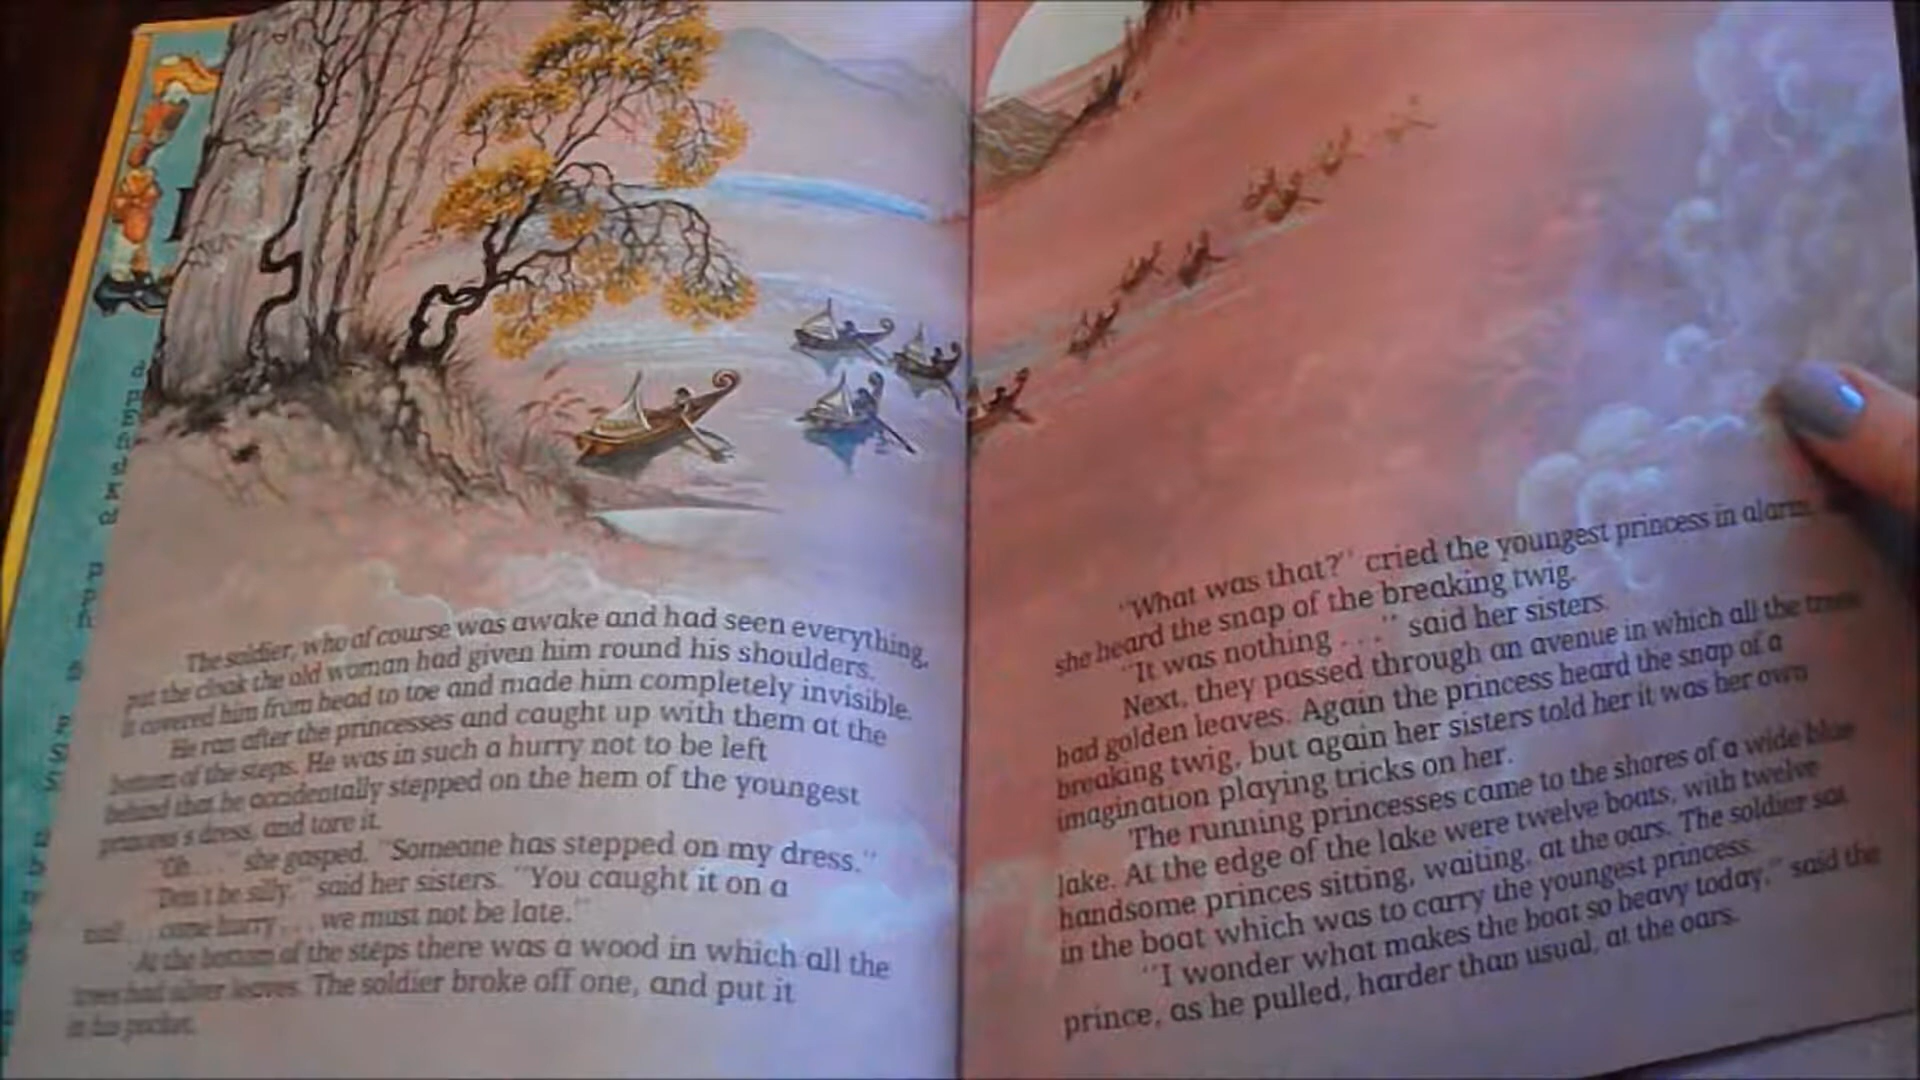 The soldier, who of course was awake and had seen everything,
put the cloak the old woman had given him round his shoulders.
It covered him from head to toe and made him completely invisible.
He ran after the princesses and caught up with them at the
bottom of the steps. He was in such a hurry not to be left
behind that he accidentally stepped on the hem of the youngest
princess's dress, and tore it.
"Oh . . ." she gasped. "Someone has stepped on my dress."
"Don't be silly," said her sisters. "You caught it on a
nail . . . come hurry . . . we must not be late."
At the bottom of the steps there was a wood in which all the
trees had silver leaves. The soldier broke off one, and put it
in his pocket.
"What was that?" cried the youngest princess in alarm.
she heard the snap of the breaking twig.
"It was nothing . . ." said her sisters.
Next, they passed through an avenue in which all the trees
had golden leaves. Again the princess heard the snap of a
breaking twig, but again her sisters told her it was her own
imagination playing tricks on her.
The running princesses came to the shores of a wide blue
lake. At the edge of the lake were twelve boats, with twelve
handsome princes sitting, waiting, at the oars. The soldier sat
in the boat which was to carry the youngest princess.
"I wonder what makes the boat so heavy today," said the
prince, as he pulled, harder than usual, at the oars.